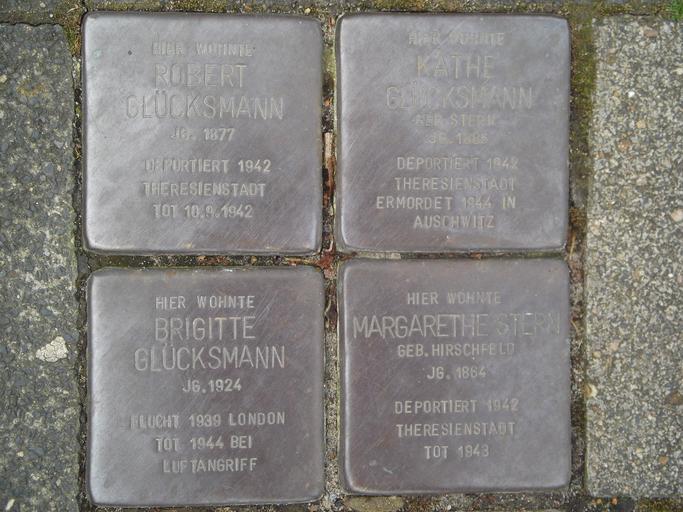 HIER WOHNTE
ROBERT
GLÜCKSMANN
JG. 1877
DEPORTIERT 1942
THERESIENSTADT
TOT 10.9.1942
HIER WOHNTE
KÄTHE
GLÜCKSMANN
GEB. STERN
JG. 1885
DEPORTIERT 1942
THERESIENSTADT
ERMORDET 1944 IN
AUSCHWITZ
HIER WOHNTE
BRIGITTE
GLÜCKSMANN
JG. 1924
FLUCHT 1939 LONDON
TOT 1944 BEI
LUFTANGRIFF
HIER WOHNTE
MARGARETHE STERN
GEB. HIRSCHFELD
JG. 1864
DEPORTIERT 1942
THERESIENSTADT
TOT 1943